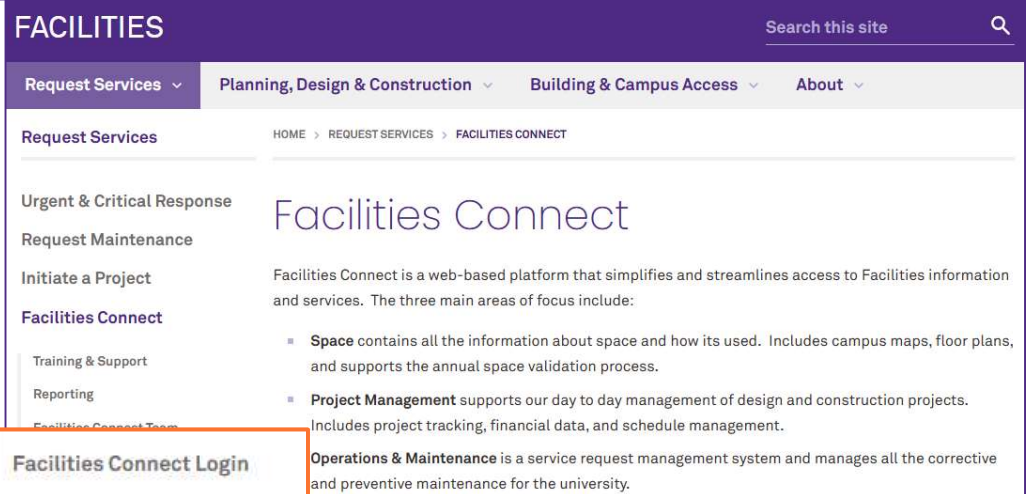 FACILITIES
Search this site
Request Services
Planning, Design & Construction
Building & Campus Access
About
Request Services
HOME > REQUEST SERVICES > FACILITIES CONNECT
Urgent & Critical Response
Request Maintenance
Initiate a Project
Facilities Connect
Training & Support
Reporting
Facilities Connect Team
Facilities Connect Login
Facilities Connect
Facilities Connect is a web-based platform that simplifies and streamlines access to Facilities information
and services. The three main areas of focus include:
Space contains all the information about space and how its used. Includes campus maps, floor plans,
and supports the annual space validation process.
Project Management supports our day to day management of design and construction projects.
Includes project tracking, financial data, and schedule management.
Operations & Maintenance is a service request management system and manages all the corrective
and preventive maintenance for the university.